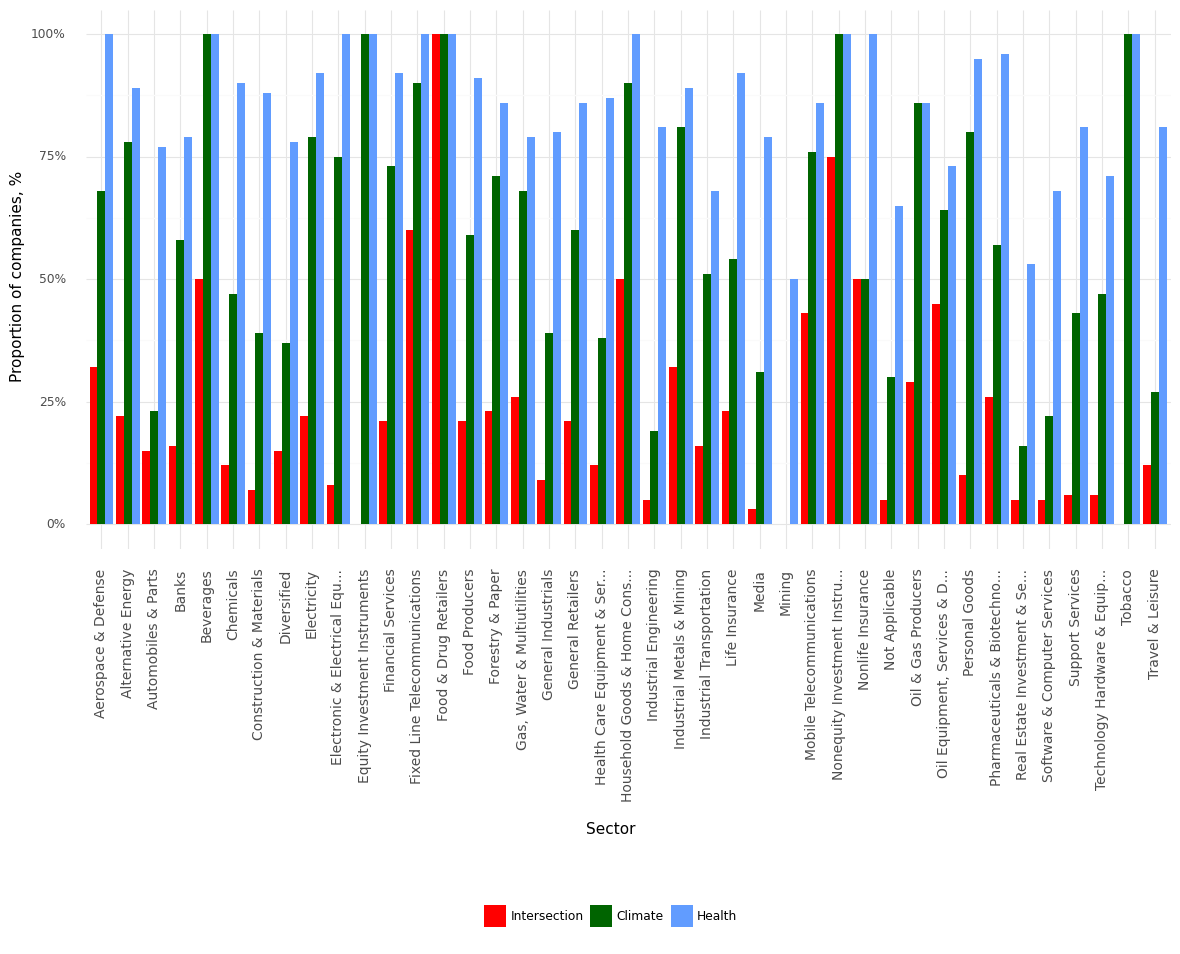 Proportion of companies, %
100%
75%
50%
25%
0%
Aerospace & Defense
Alternative Energy
Automobiles & Parts
Banks
Beverages
Chemicals
Construction & Materials
Diversified
Electricity
Electronic & Electrical Equ...
Equity Investment Instruments
Financial Services
Fixed Line Telecommunications
Food & Drug Retailers
Food Producers
Forestry & Paper
Gas, Water & Multiutilities
General Industrials
General Retailers
Health Care Equipment & Ser...
Household Goods & Home Cons...
Industrial Engineering
Industrial Metals & Mining
Industrial Transportation
Life Insurance
Media
Mining
Mobile Telecommunications
Nonequity Investment Instru...
Nonlife Insurance
Not Applicable
Oil & Gas Producers
Oil Equipment, Services & D...
Personal Goods
Pharmaceuticals & Biotechno...
Real Estate Investment & Se...
Software & Computer Services
Support Services
Technology Hardware & Equip...
Tobacco
Travel & Leisure
Sector
Intersection Climate Health